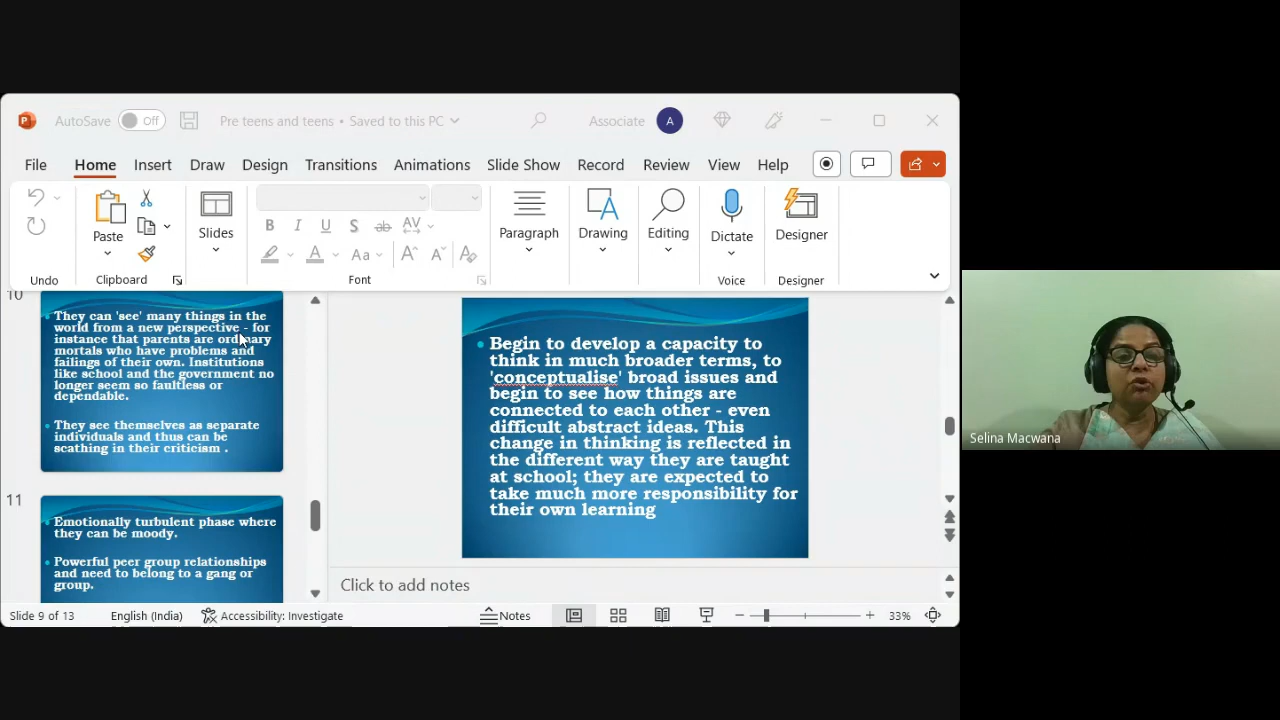 AutoSave Off Pre teens and teens • Saved to this PC Associate A
File Home Insert Draw Design Transitions Animations Slide Show Record Review View Help
Paste Slides Paragraph Drawing Editing Dictate Designer
B I U S ab AV
A Aa A A A
Undo Clipboard Font Voice Designer
10
They can 'see' many things in the
world from a new perspective - for
instance that parents are ordinary
mortals who have problems and
failings of their own. Institutions
like school and the government no
longer seem so faultless or
dependable.
They see themselves as separate
individuals and thus can be
scathing in their criticism .
11
Emotionally turbulent phase where
they can be moody.
Powerful peer group relationships
and need to belong to a gang or
group.
Begin to develop a capacity to
think in much broader terms, to
'conceptualise' broad issues and
begin to see how things are
connected to each other - even
difficult abstract ideas. This
change in thinking is reflected in
the different way they are taught
at school; they are expected to
take much more responsibility for
their own learning
Click to add notes
Slide 9 of 13 English (India) Accessibility: Investigate Notes 33%
Selina Macwana